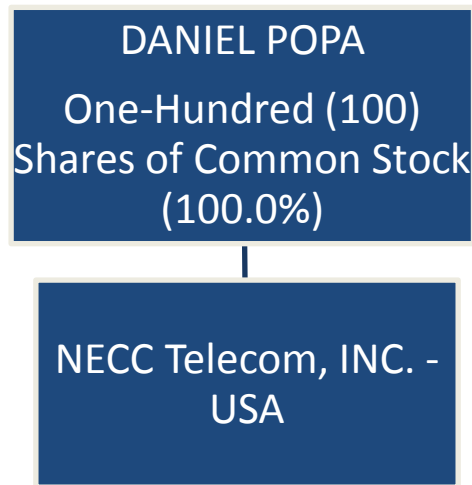 DANIEL POPA
One-Hundred (100)
Shares of Common Stock
(100.0%)
NECC Telecom, INC. -
USA